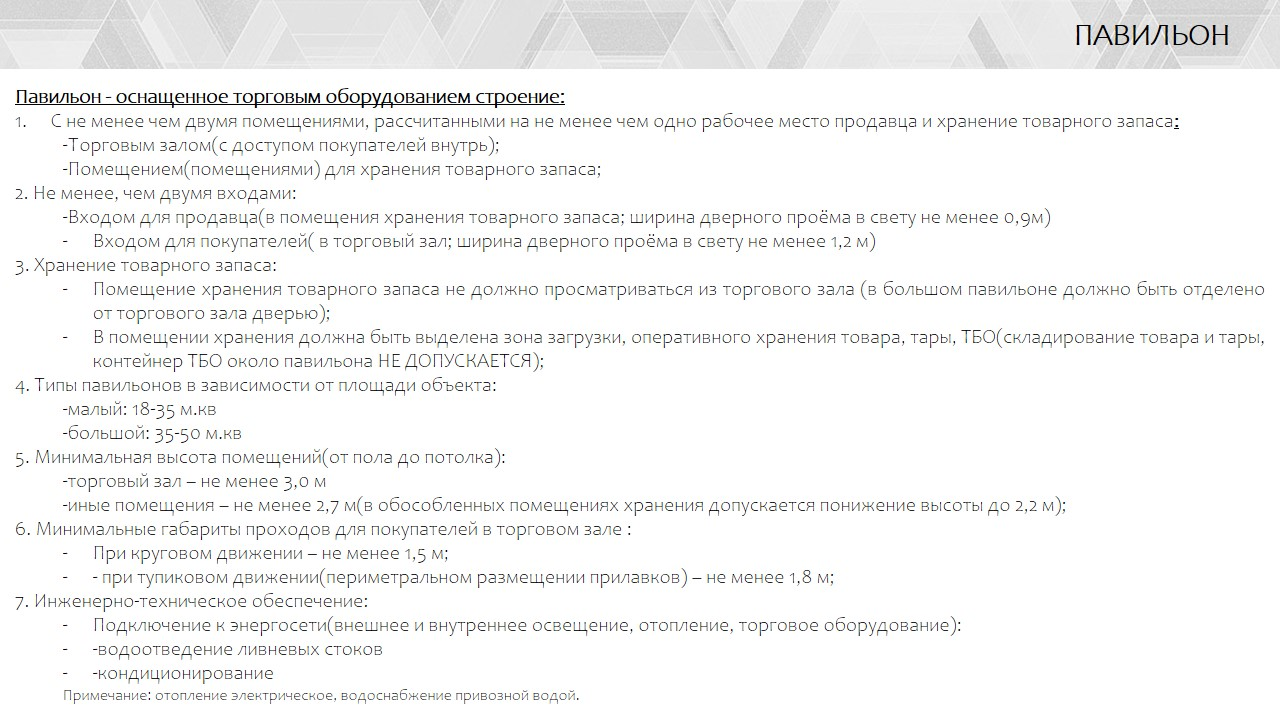 ПАВИЛЬОН
Павильон - оснащенное торговым оборудованием строение:
1. С не менее чем двумя помещениями, рассчитанными на не менее чем одно рабочее место продавца и хранение товарного запаса:
-Торговым залом(с доступом покупателей внутрь);
-Помещением(помещениями) для хранения товарного запаса;
2. Не менее, чем двумя входами:
-Входом для продавца(в помещения хранения товарного запаса; ширина дверного проёма в свету не менее 0,9м)
- Входом для покупателей( в торговый зал; ширина дверного проёма в свету не менее 1,2 м)
3. Хранение товарного запаса:
- Помещение хранения товарного запаса не должно просматриваться из торгового зала (в большом павильоне должно быть отделено
от торгового зала дверью);
- В помещении хранения должна быть выделена зона загрузки, оперативного хранения товара, тары, ТБО(складирование товара и тары,
контейнер ТБО около павильона НЕ ДОПУСКАЕТСЯ);
4. Типы павильонов в зависимости от площади объекта:
-малый: 18-35 м.кв
-большой: 35-50 м.кв
5. Минимальная высота помещений(от пола до потолка):
-торговый зал – не менее 3,0 м
-иные помещения – не менее 2,7 м(в обособленных помещениях хранения допускается понижение высоты до 2,2 м);
6. Минимальные габариты проходов для покупателей в торговом зале :
- При круговом движении – не менее 1,5 м;
- - при тупиковом движении(периметральном размещении прилавков) – не менее 1,8 м;
7. Инженерно-техническое обеспечение:
- Подключение к энергосети(внешнее и внутреннее освещение, отопление, торговое оборудование):
- -водоотведение ливневых стоков
- -кондиционирование
Примечание: отопление электрическое, водоснабжение привозной водой.